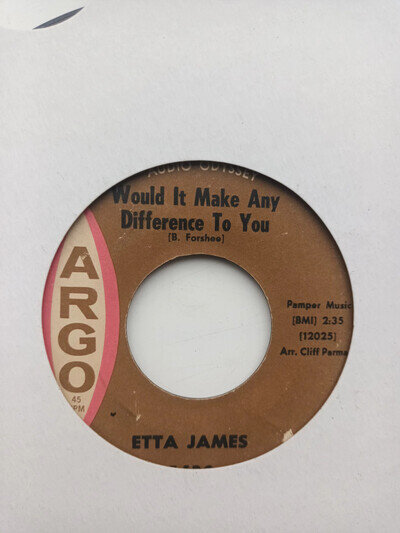 AUDIO ODYSSEY
Would It Make Any
Difference To You
[B. Forshee]
ARGO
45
RPM
Pamper Music
[BMI] 2:35
[12025]
Arr. Cliff Parma
ETTA JAMES